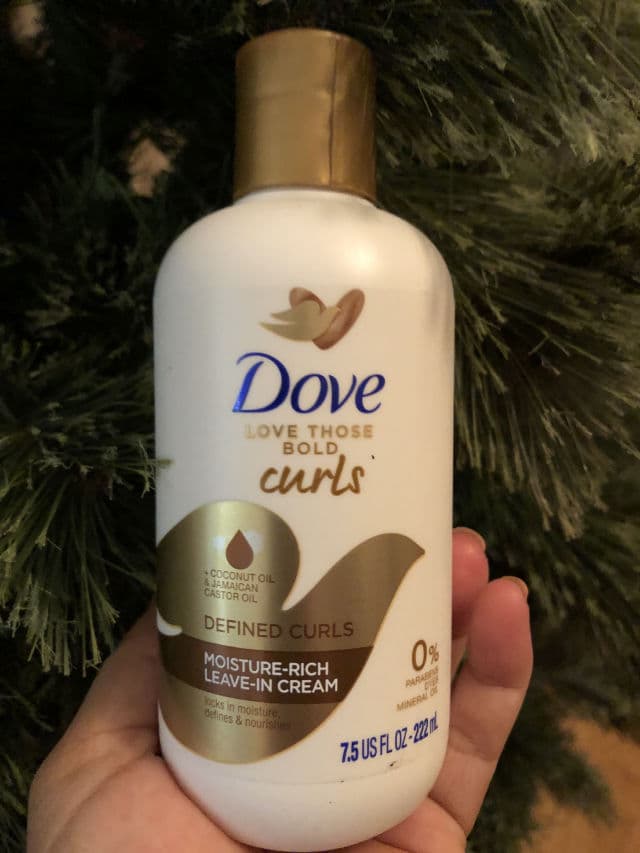 Dove
LOVE THOSE
BOLD
curls
+ COCONUT OIL
& JAMAICAN
CASTOR OIL
DEFINED CURLS
MOISTURE-RICH
LEAVE-IN CREAM
locks in moisture,
defines & nourishes
0%
PARABENS
DYES
MINERAL OIL
7.5 US FL OZ - 222 mL